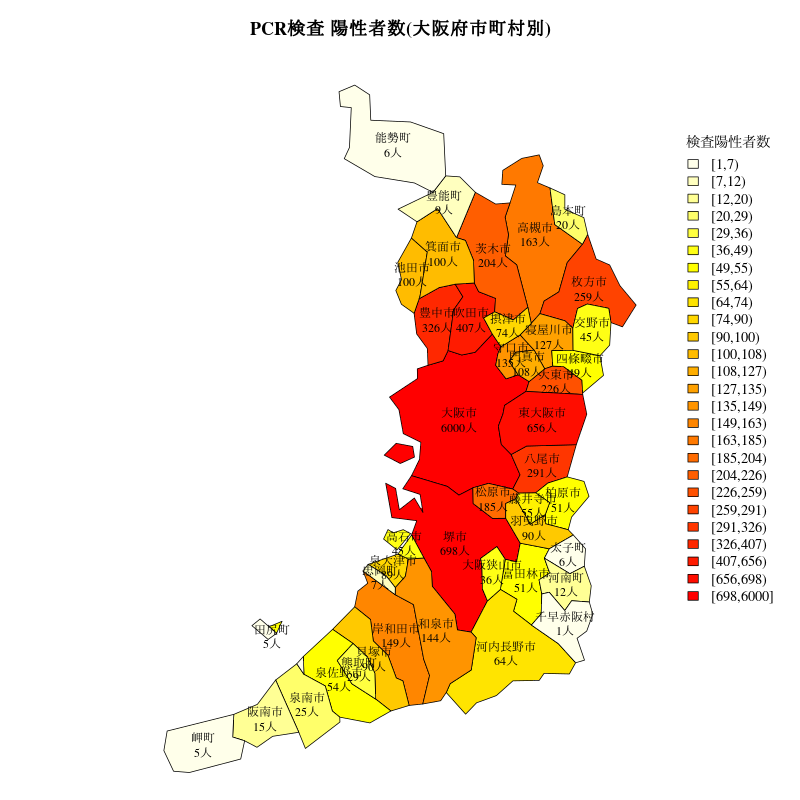 PCR検査 陽性者数(大阪府市町村別)
能勢町
6人
豊能町
9人
島本町
20人
高槻市
163人
茨木市
204人
箕面市
100人
池田市
100人
枚方市
259人
豊中市
326人
吹田市
407人
摂津市
74人
寝屋川市
127人
交野市
45人
守口市
135人
門真市
108人
四條畷市
49人
大東市
226人
大阪市
6000人
東大阪市
656人
八尾市
291人
松原市
185人
藤井寺市
55人
柏原市
51人
羽曳野市
90人
高石市
45人
堺市
698人
太子町
6人
泉大津市
89人
忠岡町
7人
大阪狭山市
36人
富田林市
51人
河南町
12人
千早赤阪村
1人
田尻町
5人
岸和田市
149人
和泉市
144人
河内長野市
64人
貝塚市
90人
熊取町
29人
泉佐野市
54人
泉南市
25人
阪南市
15人
岬町
5人
検査陽性者数
[1,7)
[7,12)
[12,20)
[20,29)
[29,36)
[36,49)
[49,55)
[55,64)
[64,74)
[74,90)
[90,100)
[100,108)
[108,127)
[127,135)
[135,149)
[149,163)
[163,185)
[185,204)
[204,226)
[226,259)
[259,291)
[291,326)
[326,407)
[407,656)
[656,698)
[698,6000]